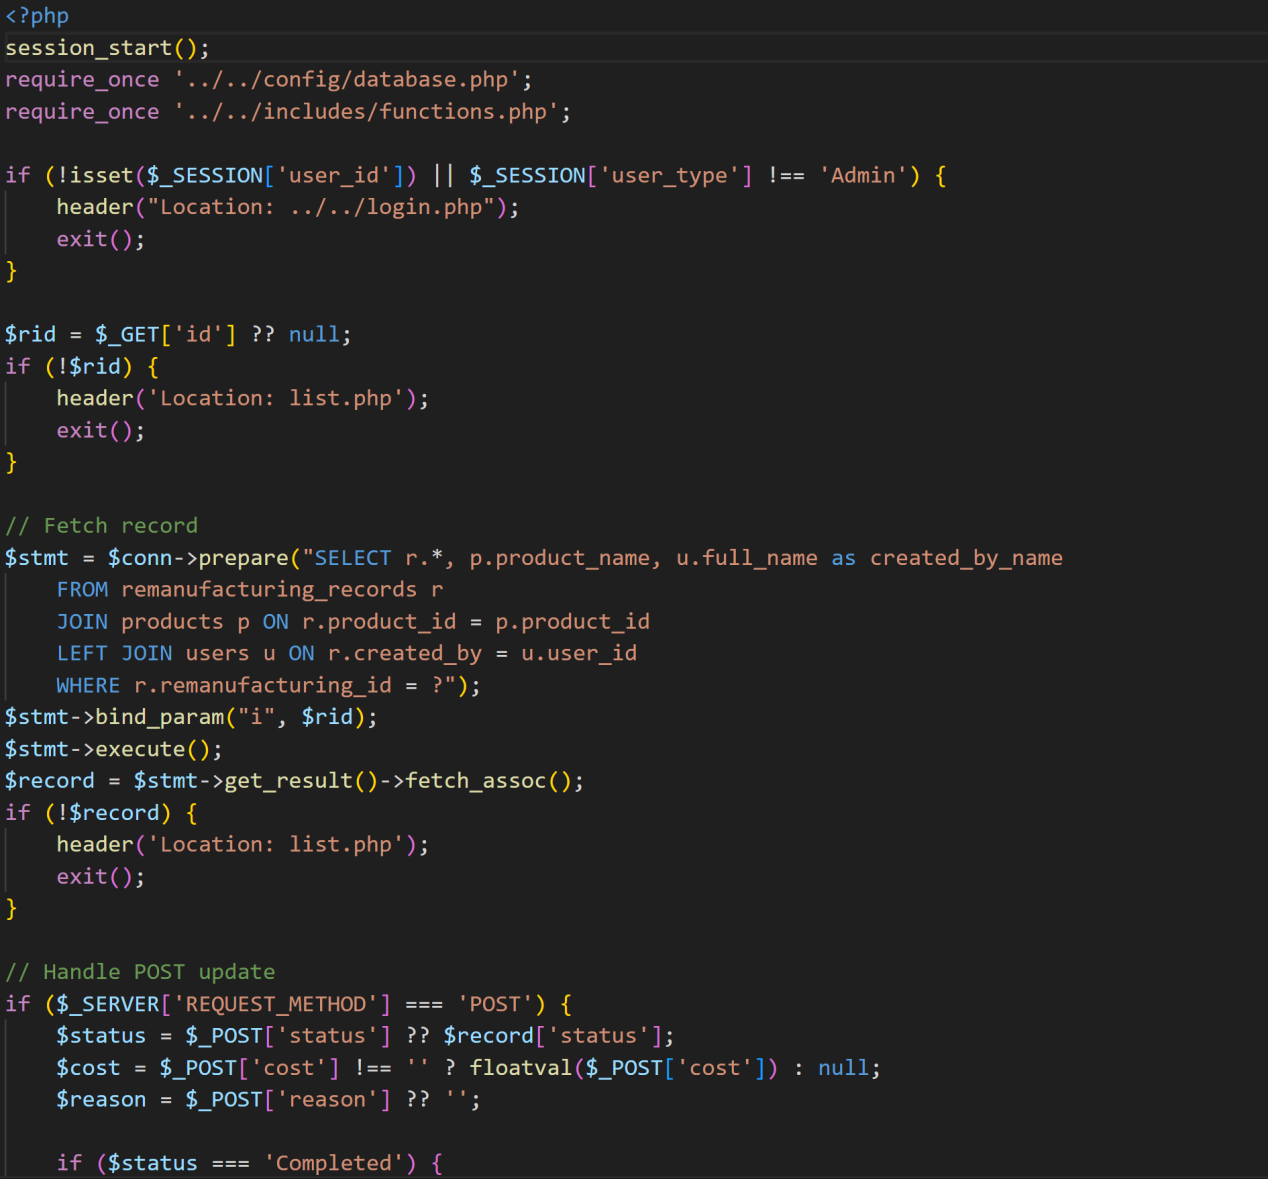 <?php
session_start();
require_once '../../config/database.php';
require_once '../../includes/functions.php';

if (!isset($_SESSION['user_id']) || $_SESSION['user_type'] !== 'Admin') {
    header("Location: ../../login.php");
    exit();
}

$rid = $_GET['id'] ?? null;
if (!$rid) {
    header('Location: list.php');
    exit();
}

// Fetch record
$stmt = $conn->prepare("SELECT r.*, p.product_name, u.full_name as created_by_name
    FROM remanufacturing_records r
    JOIN products p ON r.product_id = p.product_id
    LEFT JOIN users u ON r.created_by = u.user_id
    WHERE r.remanufacturing_id = ?");
$stmt->bind_param("i", $rid);
$stmt->execute();
$record = $stmt->get_result()->fetch_assoc();
if (!$record) {
    header('Location: list.php');
    exit();
}

// Handle POST update
if ($_SERVER['REQUEST_METHOD'] === 'POST') {
    $status = $_POST['status'] ?? $record['status'];
    $cost = $_POST['cost'] !== '' ? floatval($_POST['cost']) : null;
    $reason = $_POST['reason'] ?? '';

    if ($status === 'Completed') {